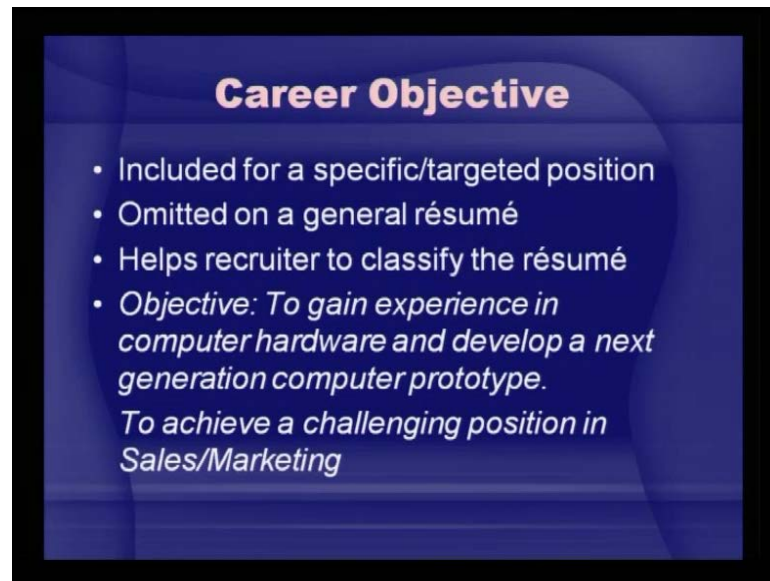 Career Objective
• Included for a specific/targeted position
• Omitted on a general résumé
• Helps recruiter to classify the résumé
• Objective: To gain experience in
computer hardware and develop a next
generation computer prototype.
To achieve a challenging position in
Sales/Marketing